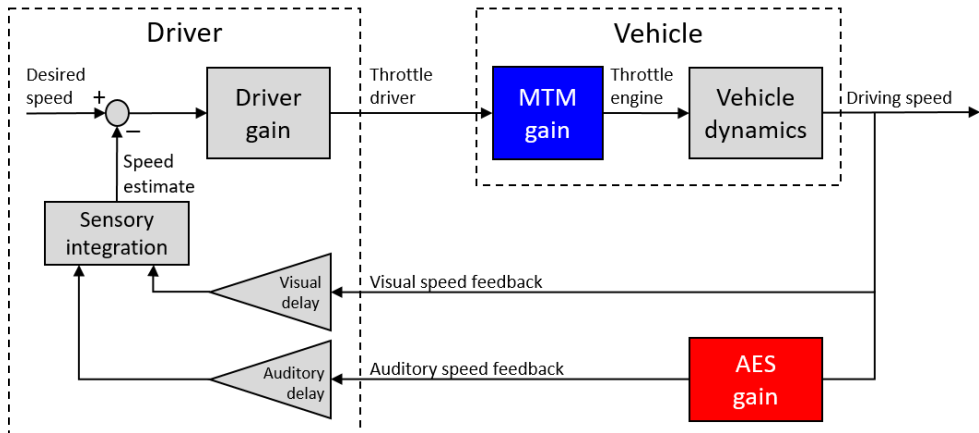 Driver
Vehicle
Desired
speed
+
−
Driver
gain
Throttle
driver
MTM
gain
Throttle
engine
Vehicle
dynamics
Driving speed
Speed
estimate
Sensory
integration
Visual
delay
Visual speed feedback
Auditory
delay
Auditory speed feedback
AES
gain